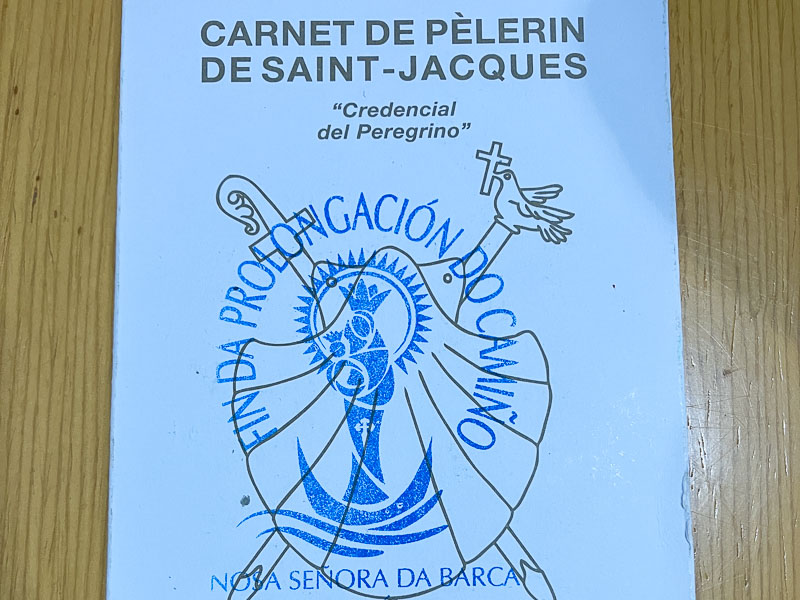 CARNET DE PÈLERIN
DE SAINT-JACQUES
“Credencial
del Peregrino”
FIN DA PROLONGACIÓN DO CAMIÑO
NOSA SEÑORA DA BARCA